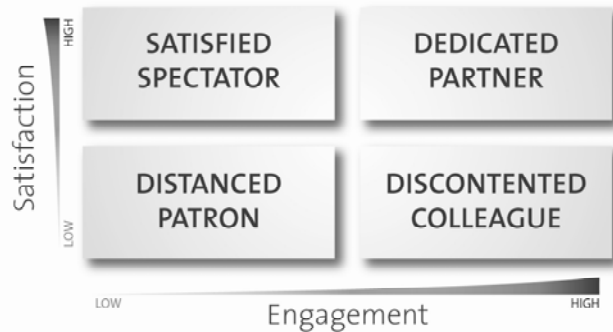 HIGH
Satisfaction
LOW
SATISFIED
SPECTATOR
DEDICATED
PARTNER
DISTANCED
PATRON
DISCONTENTED
COLLEAGUE
LOW
HIGH
Engagement